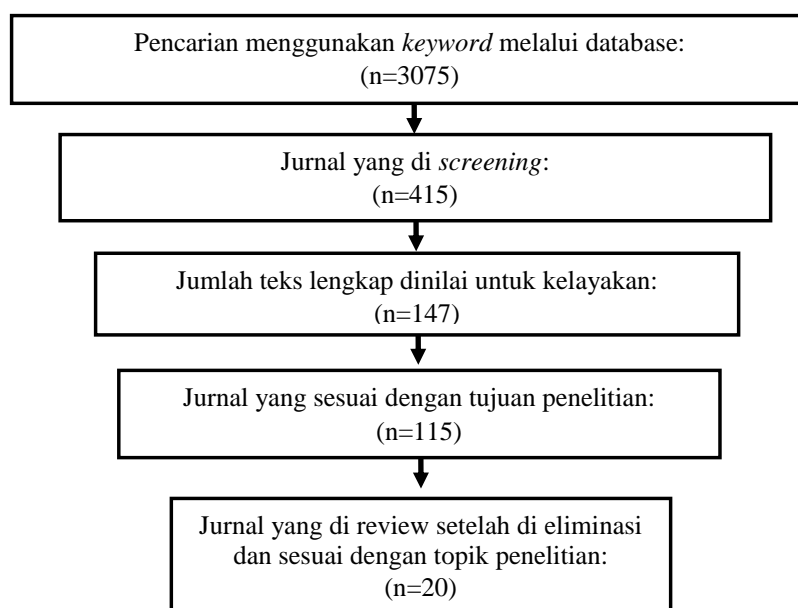 Pencarian menggunakan keyword melalui database:
(n=3075)
Jurnal yang di screening:
(n=415)
Jumlah teks lengkap dinilai untuk kelayakan:
(n=147)
Jurnal yang sesuai dengan tujuan penelitian:
(n=115)
Jurnal yang di review setelah di eliminasi
dan sesuai dengan topik penelitian:
(n=20)